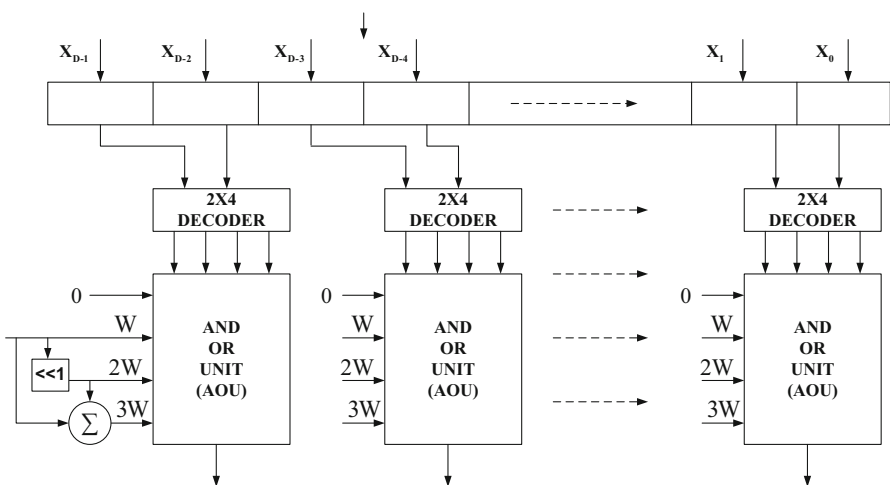 X_{D-1} X_{D-2} X_{D-3} X_{D-4} X_1 X_0
2X4 DECODER
2X4 DECODER
2X4 DECODER
0
W
<<1
2W
∑
3W
AND
OR
UNIT
(AOU)
0
W
2W
3W
AND
OR
UNIT
(AOU)
0
W
2W
3W
AND
OR
UNIT
(AOU)